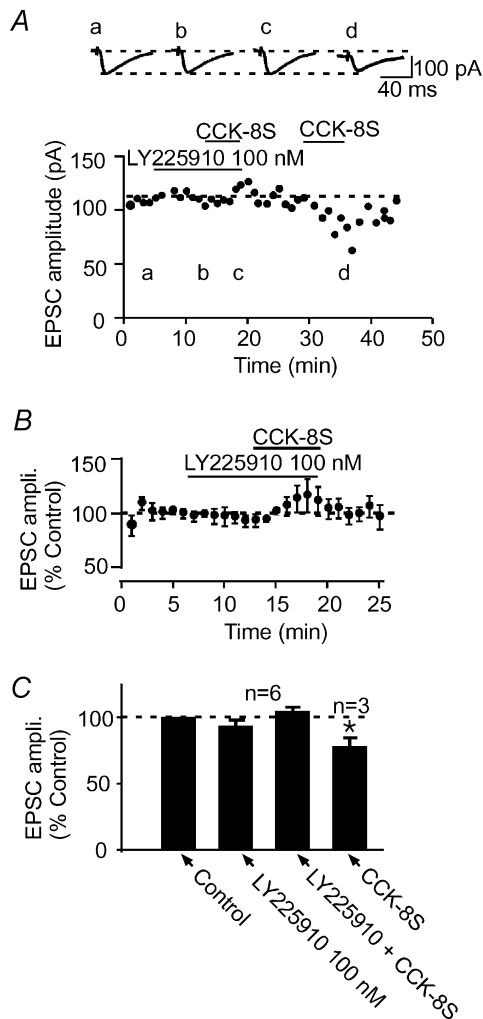 A
a b c d
100 pA
40 ms
CCK-8S CCK-8S
LY225910 100 nM
EPSC amplitude (pA)
150
100
50
0
a b c d
0 10 20 30 40 50
Time (min)
B
CCK-8S
LY225910 100 nM
EPSC ampli.
(% Control)
150
100
50
0 5 10 15 20 25
Time (min)
C
n=6 n=3
*
EPSC ampli.
(% Control)
100
50
0
Control
LY225910 100 nM
LY225910 + CCK-8S
CCK-8S